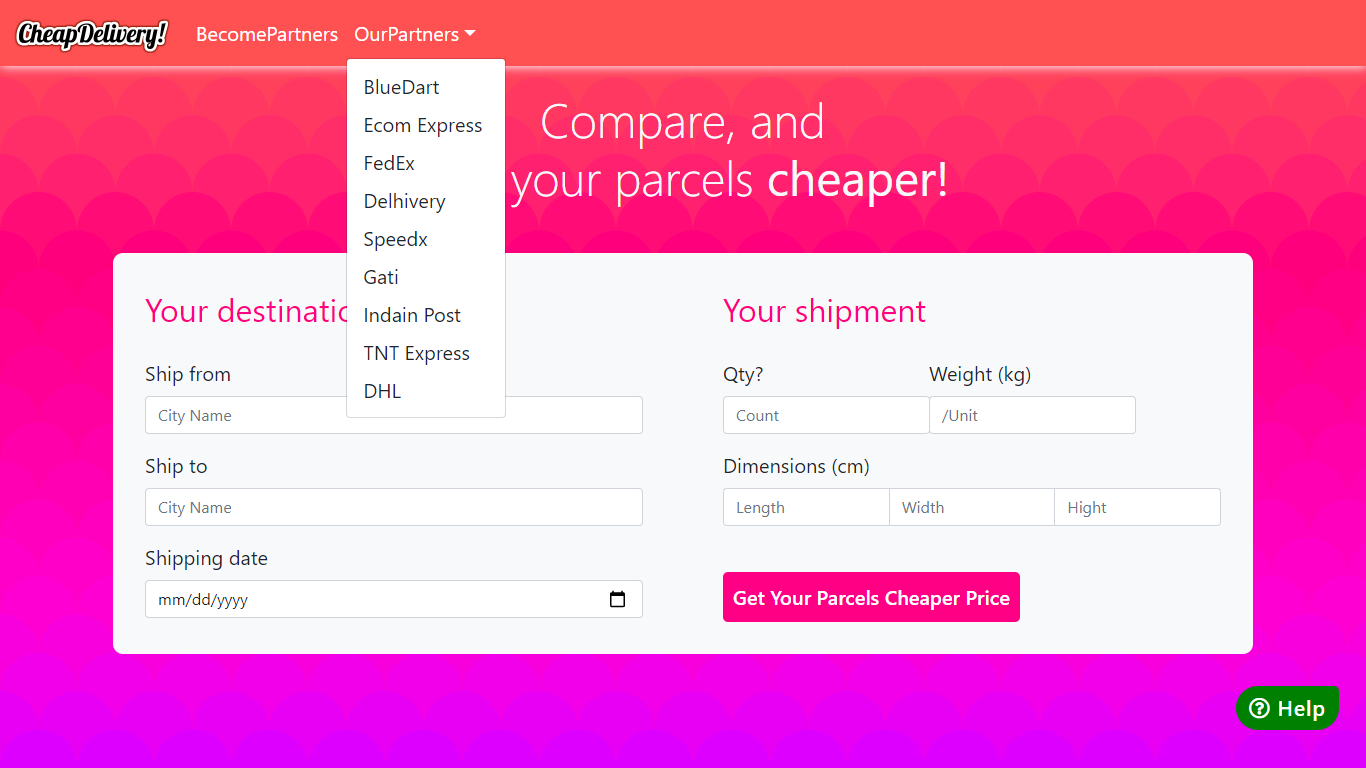 CheapDelivery!
BecomePartners OurPartners
BlueDart
Ecom Express
FedEx
Delhivery
Speedx
Gati
Indain Post
TNT Express
DHL
Compare, and
your parcels cheaper!
Your destinatio
Ship from
City Name
Ship to
City Name
Shipping date
mm/dd/yyyy
Your shipment
Qty? Weight (kg)
Count /Unit
Dimensions (cm)
Length Width Hight
Get Your Parcels Cheaper Price
Help